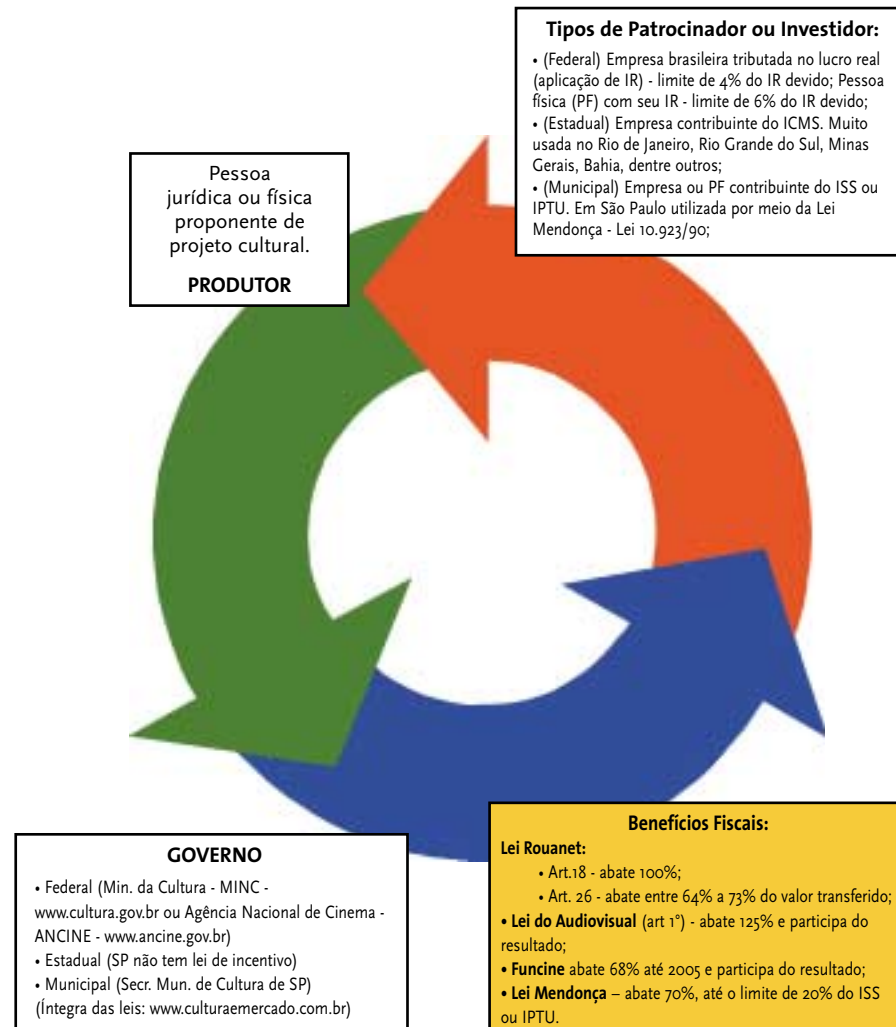 Tipos de Patrocinador ou Investidor:
• (Federal) Empresa brasileira tributada no lucro real
(aplicação de IR) - limite de 4% do IR devido; Pessoa
física (PF) com seu IR - limite de 6% do IR devido;
• (Estadual) Empresa contribuinte do ICMS. Muito
usada no Rio de Janeiro, Rio Grande do Sul, Minas
Gerais, Bahia, dentre outros;
• (Municipal) Empresa ou PF contribuinte do ISS ou
IPTU. Em São Paulo utilizada por meio da Lei
Mendonça - Lei 10.923/90;
Pessoa
jurídica ou física
proponente de
projeto cultural.
PRODUTOR
GOVERNO
• Federal (Min. da Cultura - MINC -
www.cultura.gov.br ou Agência Nacional de Cinema -
ANCINE - www.ancine.gov.br)
• Estadual (SP não tem lei de incentivo)
• Municipal (Secr. Mun. de Cultura de SP)
(Íntegra das leis: www.culturaemercado.com.br)
Benefícios Fiscais:
Lei Rouanet:
• Art.18 - abate 100%;
• Art. 26 - abate entre 64% a 73% do valor transferido;
• Lei do Audiovisual (art 1°) - abate 125% e participa do
resultado;
• Funcine abate 68% até 2005 e participa do resultado;
• Lei Mendonça – abate 70%, até o limite de 20% do ISS
ou IPTU.